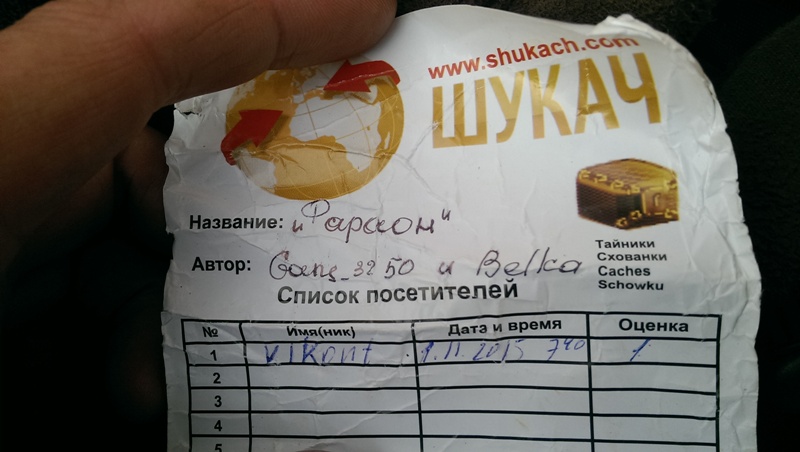 www.shukach.com
ШУКАЧ
Название: "Фараон"
Автор: Gans_3250 и Belka
Тайники
Схованки
Caches
Schowku
Список посетителей
№ Имя(ник) Дата и время Оценка
1 VIKont 1.11.2015 7 40 1
2
3
4
5